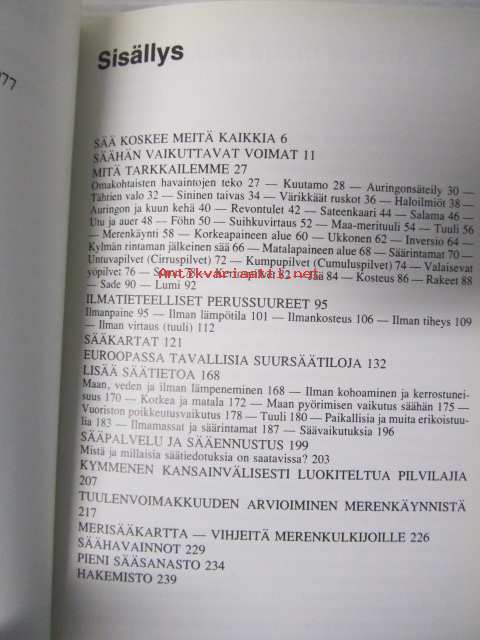 Sisällys
SÄÄ KOSKEE MEITÄ KAIKKIA 6
SÄÄHÄN VAIKUTTAVAT VOIMAT 11
MITÄ TARKKAILEMME 27
Omakohtaisten havaintojen teko 27 — Kuutamo 28 — Auringonsäteily 30 —
Tähtien valo 32 — Sininen taivas 34 — Värikkäät ruskot 36 — Haloilmiöt 38 —
Auringon ja kuun kehä 40 — Revontulet 42 — Sateenkaari 44 — Salama 46 —
Utu ja auer 48 — Föhn 50 — Suihkuvirtaus 52 — Maa-merituuli 54 — Tuuli 56
— Merenkäynti 58 — Korkeapaineen alue 60 — Ukkonen 62 — Inversio 64 —
Kylmän rintaman jälkeinen sää 66 — Matalapaineen alue 68 — Säärintamat 70 —
Untuvapilvet (Cirruspilvet) 72 — Kumpupilvet (Cumuluspilvet) 74 — Valaisevat
yöpilvet 76 — 82 — Jää 84 — Kosteus 86 — Rakeet 88
— Sade 90 — Lumi 92
Antikvariaatti.net
ILMATIETEELLISET PERUSSUUREET 95
Ilmanpaine 95 — Ilman lämpötila 101 — Ilmankosteus 106 — Ilman tiheys 109
— Ilman virtaus (tuuli) 112
SÄÄKARTAT 121
EUROOPASSA TAVALLISIA SUURSÄÄTILOJA 132
LISÄÄ SÄÄTIETOA 168
Maan, veden ja ilman lämpeneminen 168 — Ilman kohoaminen ja kerrostunei-
suus 170 — Korkea ja matala 172 — Maan pyörimisen vaikutus säähän 175 —
Vuoriston poikkeutusvaikutus 178 — Tuuli 180 — Paikallisia ja muita erikoistuu-
lia 183 — Ilmamassat ja säärintamat 187 — Säävaikutuksia 196
SÄÄPALVELU JA SÄÄENNUSTUS 199
Mistä ja millaisia säätiedotuksia on saatavissa? 203
KYMMENEN KANSAINVÄLISESTI LUOKITELTUA PILVILAJIA
207
TUULENVOIMAKKUUDEN ARVIOIMINEN MERENKÄYNNISTÄ
217
MERISÄÄKARTTA — VIHJEITÄ MERENKULKIJOILLE 226
SÄÄHAVAINNOT 229
PIENI SÄÄSANASTO 234
HAKEMISTO 239